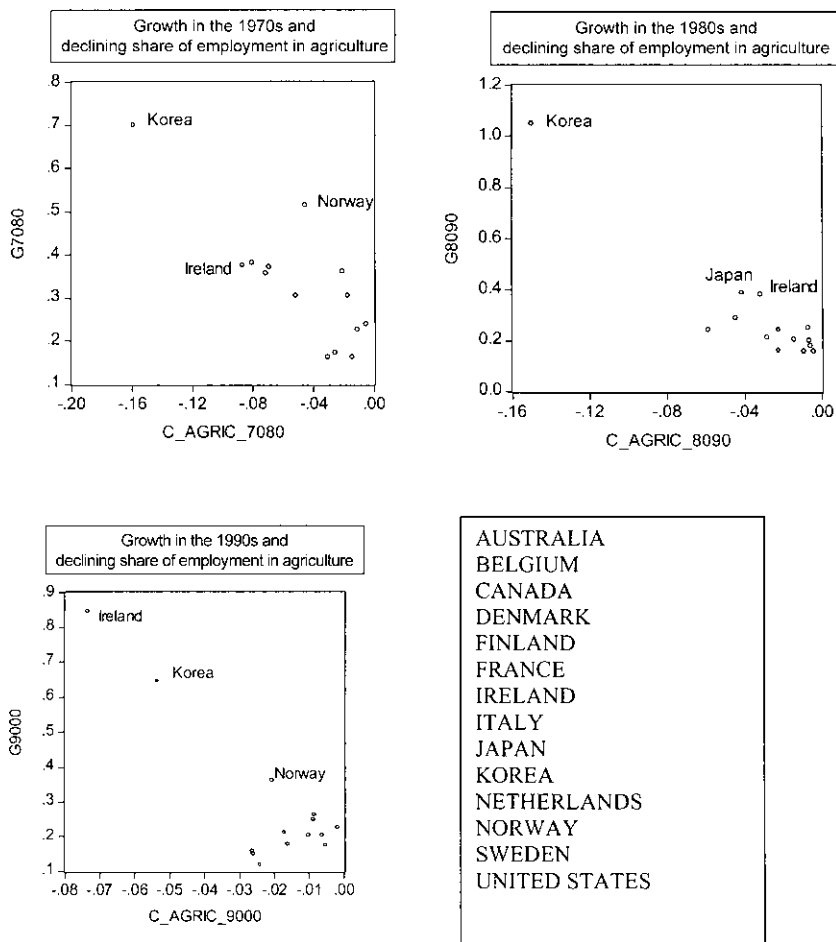 Growth in the 1970s and
declining share of employment in agriculture
.8
.7
.6
.5
.4
.3
.2
.1
G7080
Korea
Norway
Ireland
-.20
-.16
-.12
-.08
-.04
.00
C_AGRIC_7080
Growth in the 1980s and
declining share of employment in agriculture
1.2
1.0
0.8
0.6
0.4
0.2
0.0
G8090
Korea
Japan
Ireland
-.16
-.12
-.08
-.04
.00
C_AGRIC_8090
Growth in the 1990s and
declining share of employment in agriculture
.9
.8
.7
.6
.5
.4
.3
.2
.1
G9000
Ireland
Korea
Norway
-.08
-.07
-.06
-.05
-.04
-.03
-.02
-.01
.00
C_AGRIC_9000
AUSTRALIA
BELGIUM
CANADA
DENMARK
FINLAND
FRANCE
IRELAND
ITALY
JAPAN
KOREA
NETHERLANDS
NORWAY
SWEDEN
UNITED STATES